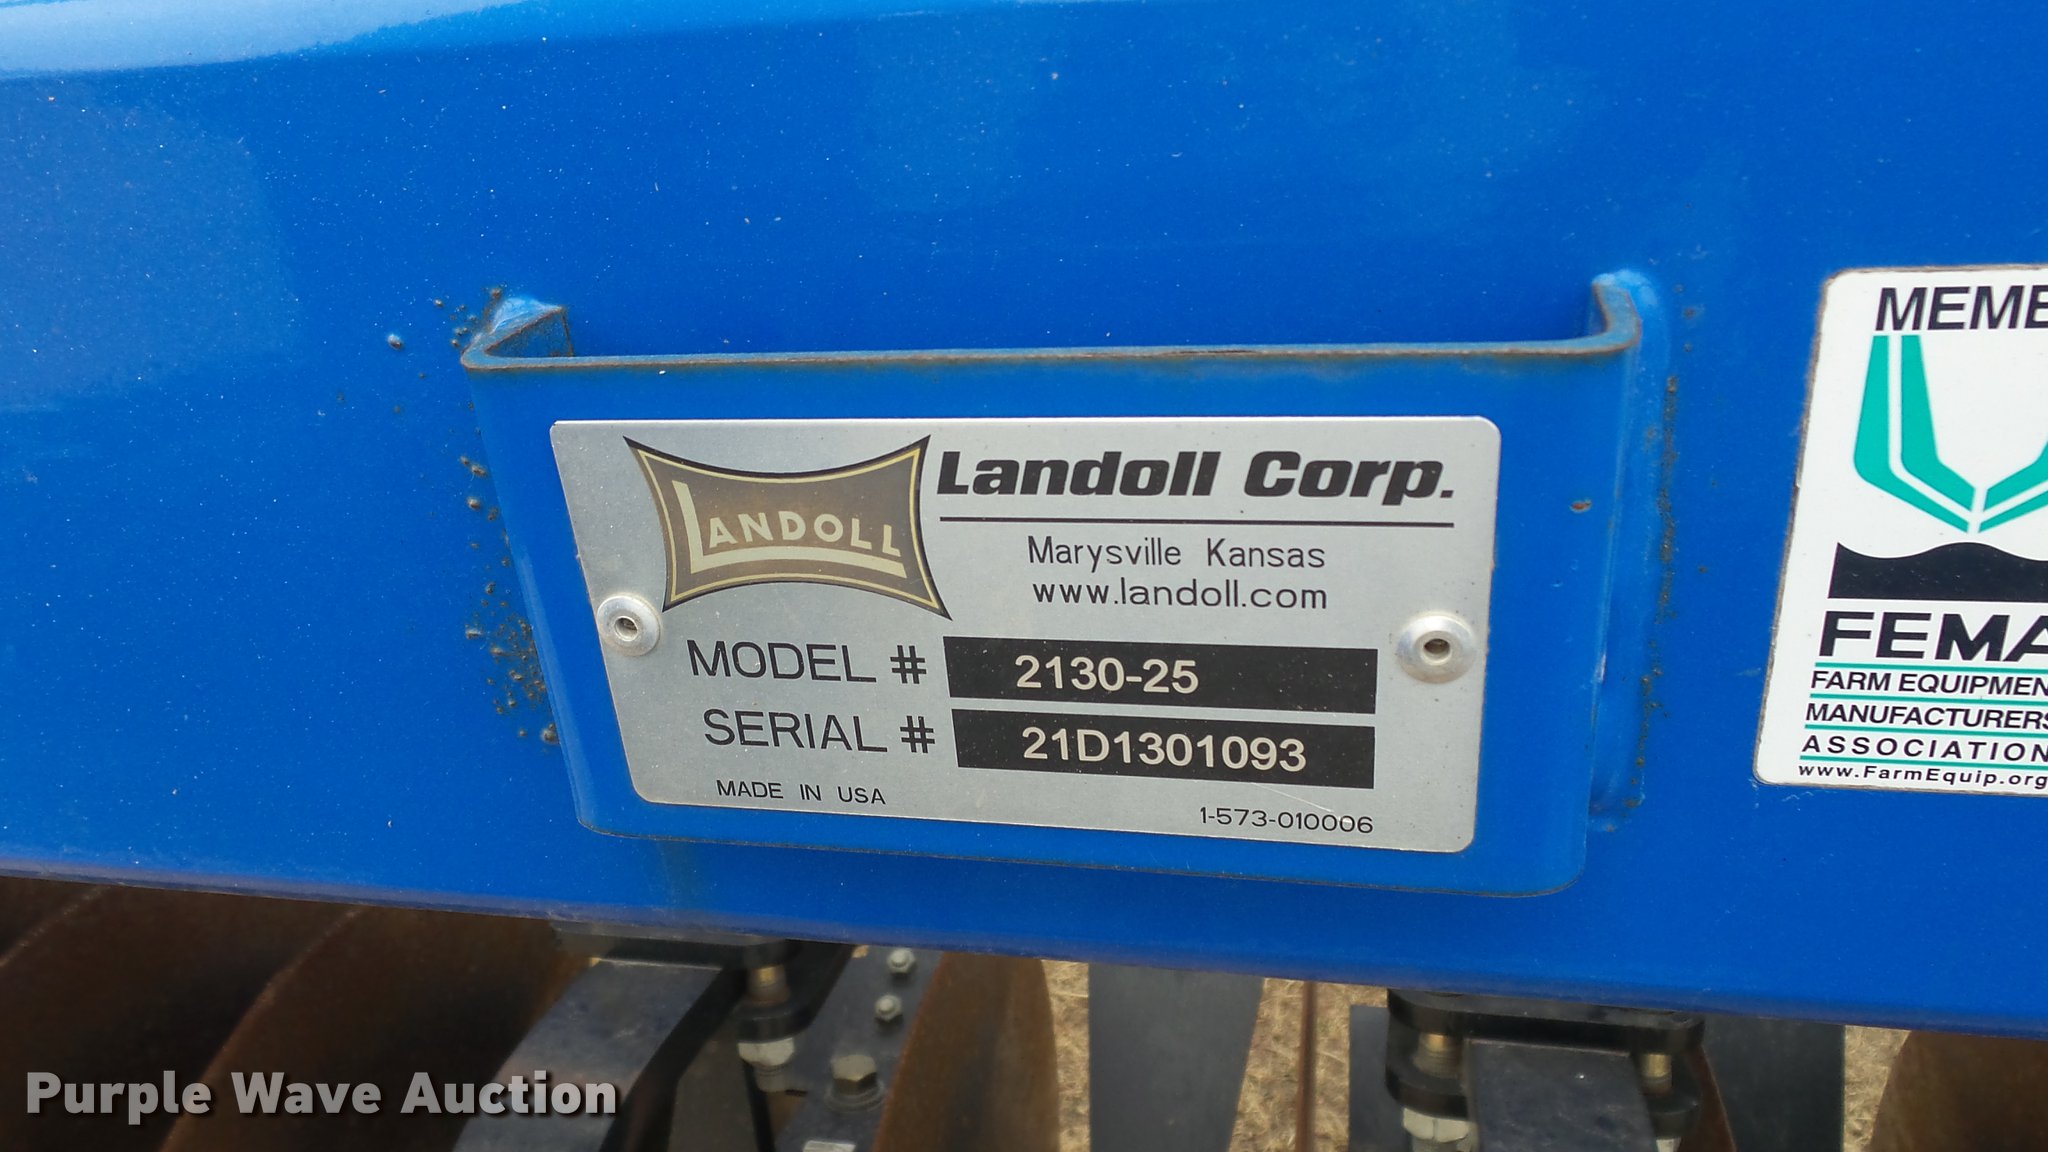 LANDOLL
Landoll Corp.
Marysville Kansas
www.landoll.com
MODEL # 2130-25
SERIAL # 21D1301093
MADE IN USA
1-573-010006
MEMBE
FEMA
FARM EQUIPMEN
MANUFACTURERS
ASSOCIATION
www.FarmEquip.org
Purple Wave Auction